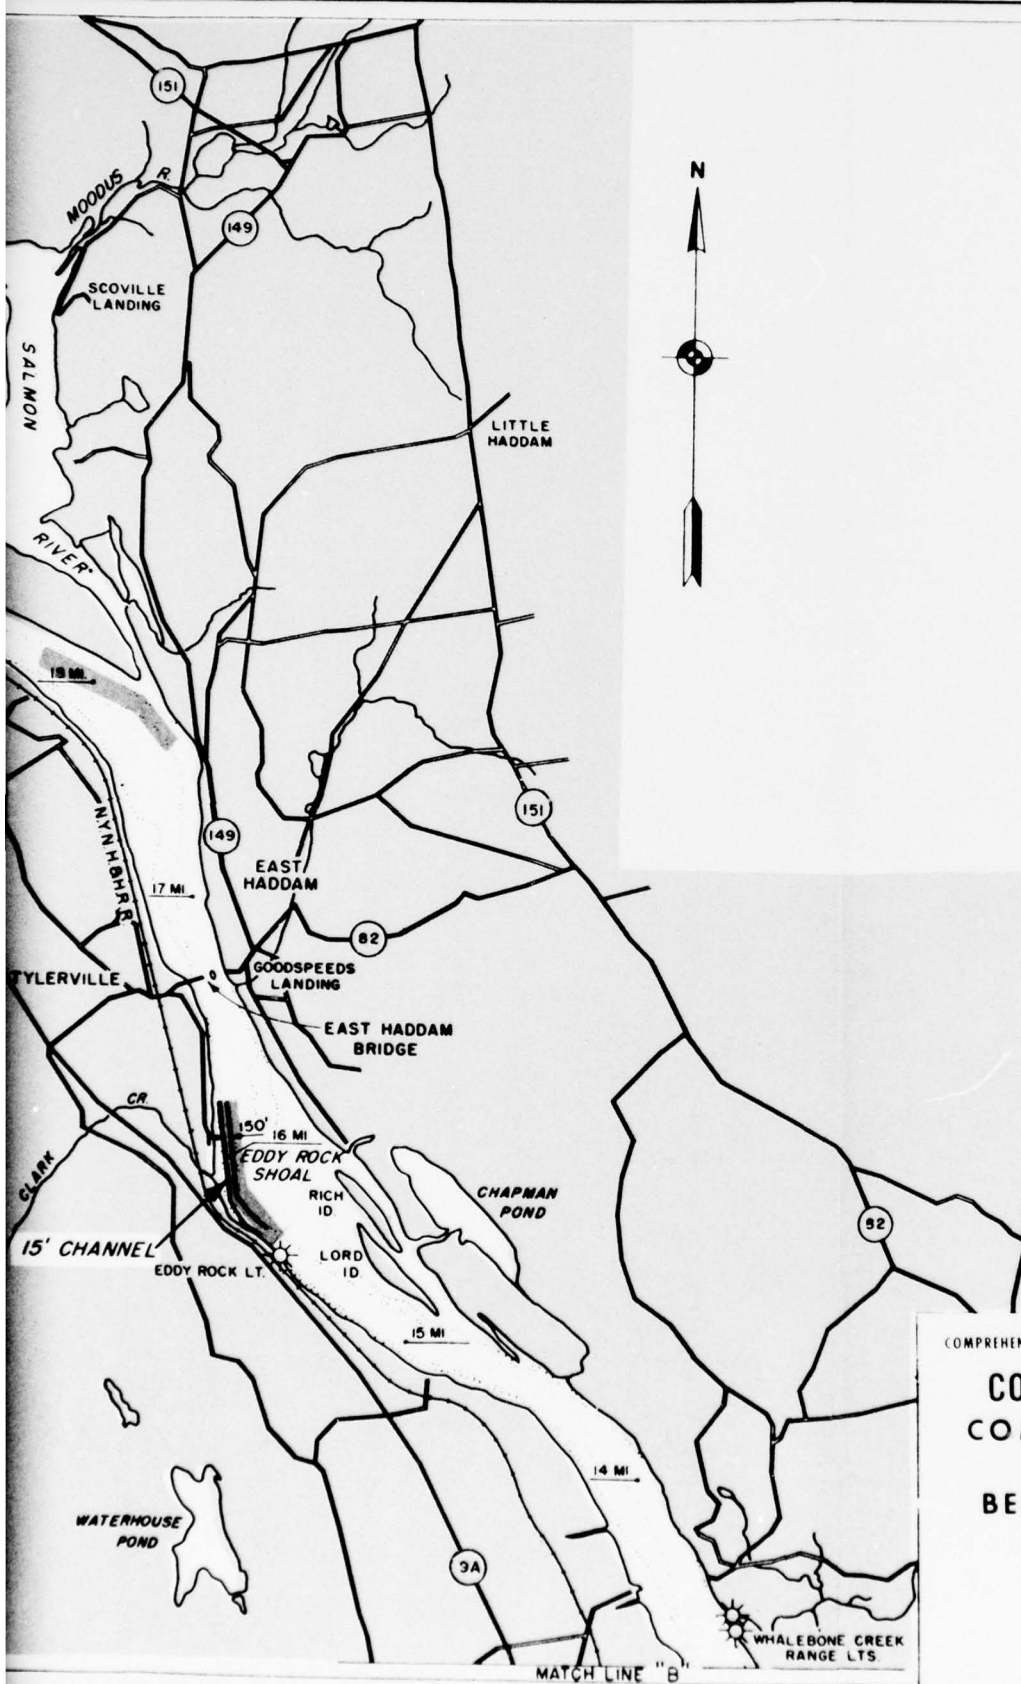 151
N
MOODUS R.
149
SCOVILLE
LANDING
SALMON
LITTLE
HADDAM
RIVER
18 MI.
151
149
N.Y.N.H.&H.R.R.
EAST
HADDAM
17 MI.
82
TYLERVILLE
GOODSPEEDS
LANDING
EAST HADDAM
BRIDGE
CR.
150'
16 MI
EDDY ROCK
SHOAL
CLARK
RICH
ID.
CHAPMAN
POND
82
15' CHANNEL
LORD
ID.
EDDY ROCK LT.
15 MI
COMPREHEN
CO
CO
14 MI
BE
WATERHOUSE
POND
9A
WHALEBONE CREEK
RANGE LTS.
MATCH LINE "B"